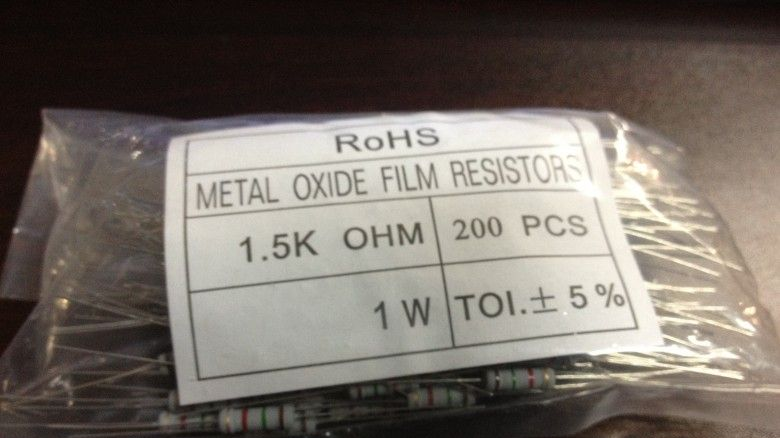 RoHS
METAL OXIDE FILM RESISTORS
1.5K OHM 200 PCS
1 W TOI.± 5 %